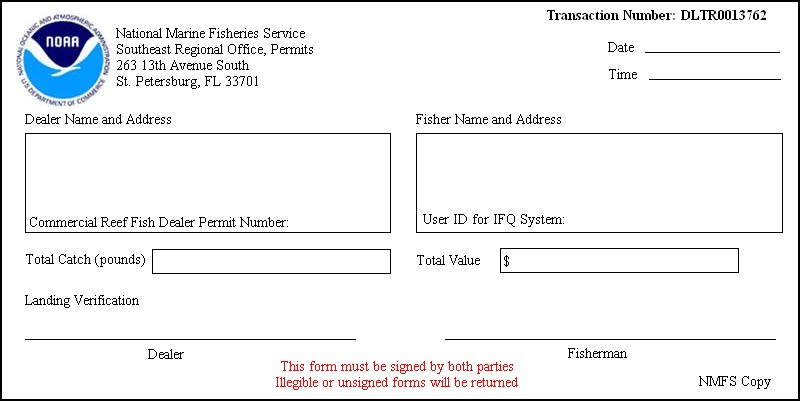 Transaction Number: DLTR0013762
NATIONAL OCEANIC AND ATMOSPHERIC ADMINISTRATION
NOAA
U.S. DEPARTMENT OF COMMERCE
National Marine Fisheries Service
Southeast Regional Office, Permits
263 13th Avenue South
St. Petersburg, FL 33701
Date
Time
Dealer Name and Address
Commercial Reef Fish Dealer Permit Number:
Fisher Name and Address
User ID for IFQ System:
Total Catch (pounds)
Total Value $
Landing Verification
Dealer
Fisherman
This form must be signed by both parties
Illegible or unsigned forms will be returned
NMFS Copy